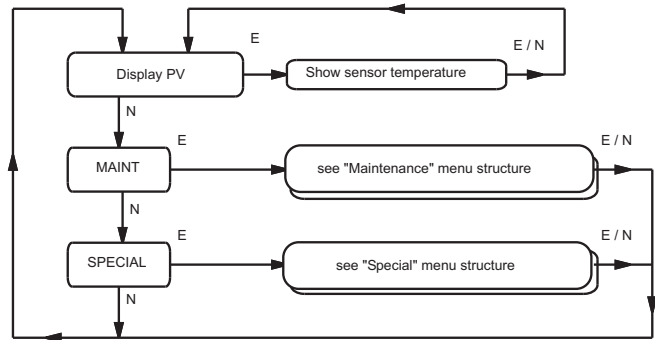 E
E / N
Display PV
Show sensor temperature
N
E
E / N
MAINT
see "Maintenance" menu structure
N
E
E / N
SPECIAL
see "Special" menu structure
N